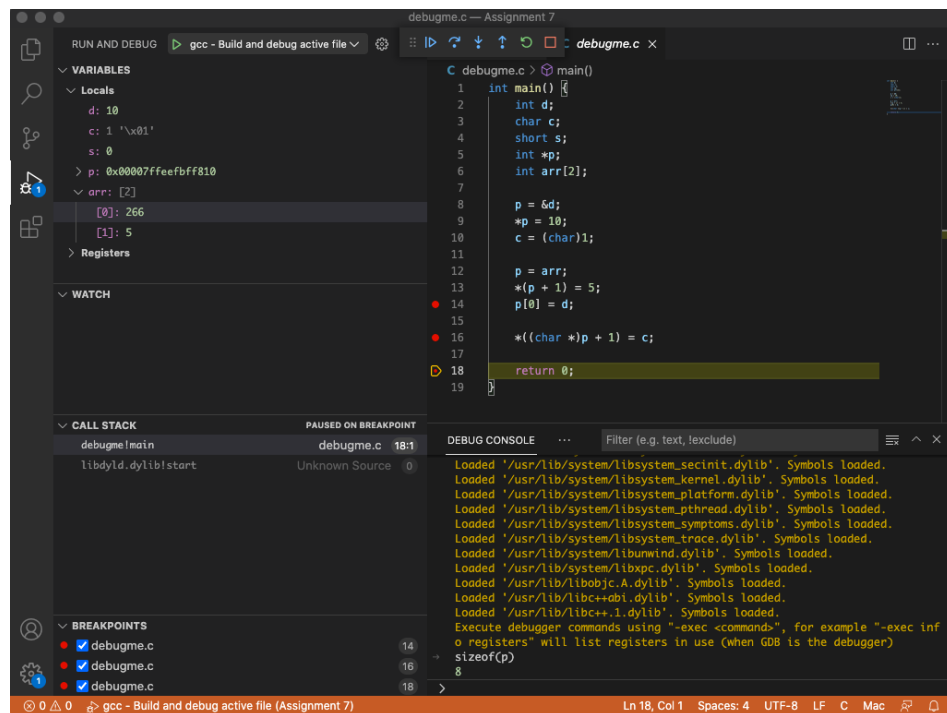 debugme.c — Assignment 7
RUN AND DEBUG
gcc - Build and debug active file
debugme.c
VARIABLES
Locals
d: 10
c: 1 '\x01'
s: 0
p: 0x00007ffeefbff810
arr: [2]
[0]: 266
[1]: 5
Registers
WATCH
CALL STACK
PAUSED ON BREAKPOINT
debugme!main debugme.c 18:1
libdyld.dylib!start Unknown Source 0
BREAKPOINTS
debugme.c 14
debugme.c 16
debugme.c 18
1
1
C debugme.c > main()
1 int main() {
2 int d;
3 char c;
4 short s;
5 int *p;
6 int arr[2];
7
8 p = &d;
9 *p = 10;
10 c = (char)1;
11
12 p = arr;
13 *(p + 1) = 5;
14 p[0] = d;
15
16 *((char *)p + 1) = c;
17
18 return 0;
19 }
DEBUG CONSOLE ··· Filter (e.g. text, !exclude)
Loaded '/usr/lib/system/libsystem_secinit.dylib'. Symbols loaded.
Loaded '/usr/lib/system/libsystem_kernel.dylib'. Symbols loaded.
Loaded '/usr/lib/system/libsystem_platform.dylib'. Symbols loaded.
Loaded '/usr/lib/system/libsystem_pthread.dylib'. Symbols loaded.
Loaded '/usr/lib/system/libsystem_symptoms.dylib'. Symbols loaded.
Loaded '/usr/lib/system/libsystem_trace.dylib'. Symbols loaded.
Loaded '/usr/lib/system/libunwind.dylib'. Symbols loaded.
Loaded '/usr/lib/system/libxpc.dylib'. Symbols loaded.
Loaded '/usr/lib/libobjc.A.dylib'. Symbols loaded.
Loaded '/usr/lib/libc++abi.dylib'. Symbols loaded.
Loaded '/usr/lib/libc++.1.dylib'. Symbols loaded.
Execute debugger commands using "-exec <command>", for example "-exec inf
o registers" will list registers in use (when GDB is the debugger)
→ sizeof(p)
8
>
0 0 gcc - Build and debug active file (Assignment 7) Ln 18, Col 1 Spaces: 4 UTF-8 LF C Mac